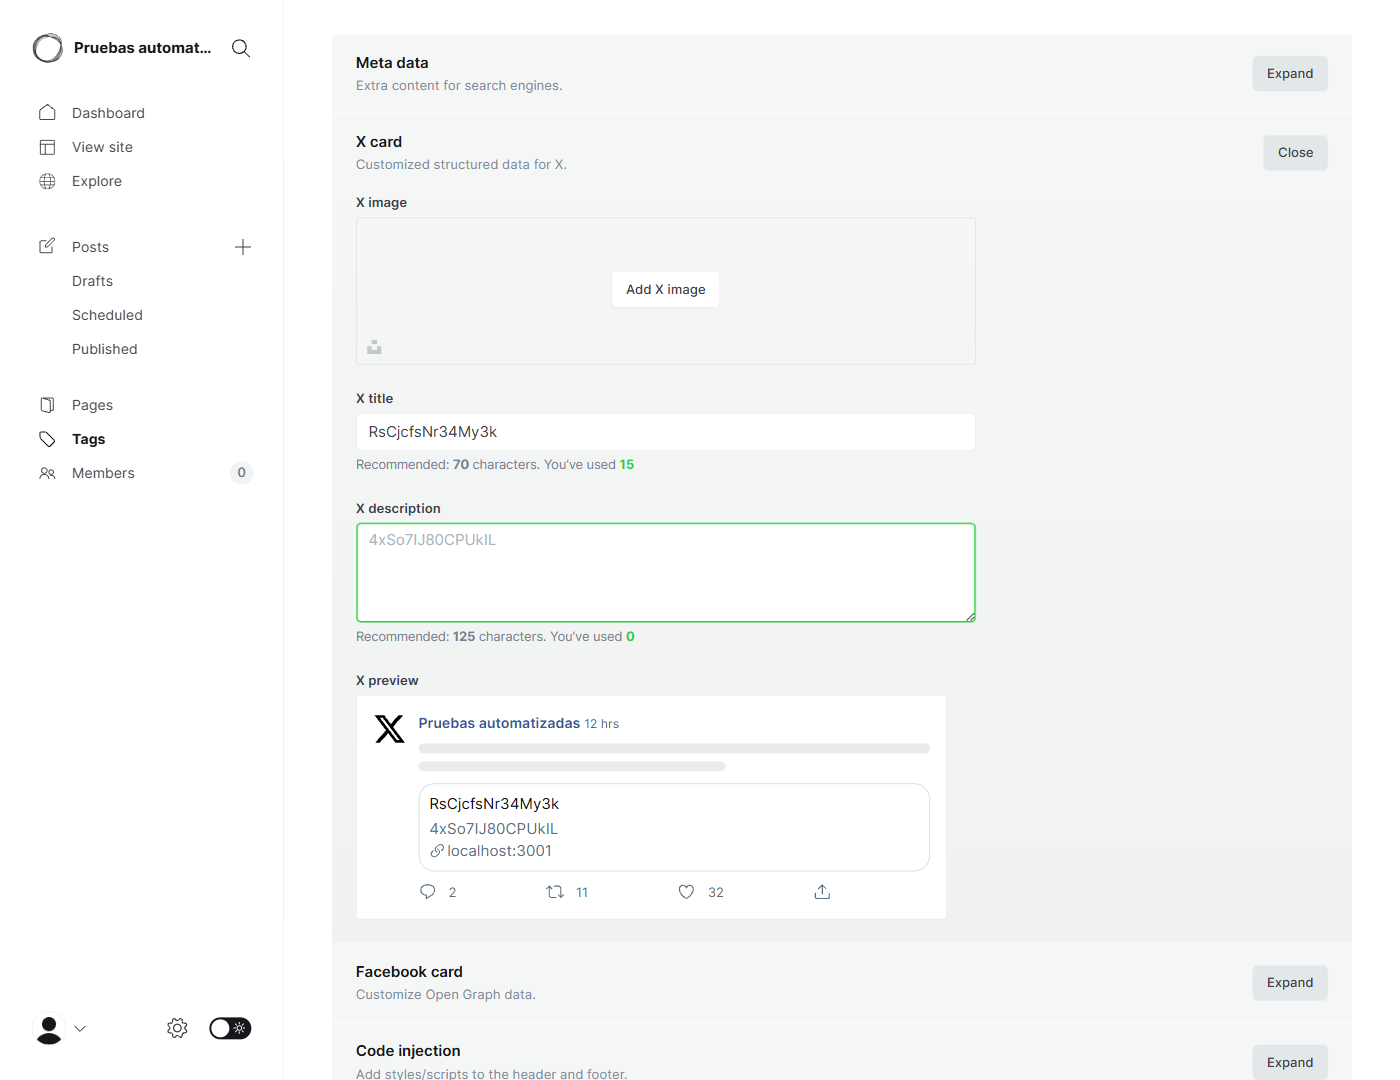 Pruebas automat...
Dashboard
View site
Explore
Posts
Drafts
Scheduled
Published
Pages
Tags
Members 0
Meta data
Extra content for search engines.
Expand
X card
Customized structured data for X.
Close
X image
Add X image
X title
RsCjcfsNr34My3k
Recommended: 70 characters. You’ve used 15
X description
4xSo7IJ80CPUkIL
Recommended: 125 characters. You’ve used 0
X preview
Pruebas automatizadas 12 hrs
RsCjcfsNr34My3k
4xSo7IJ80CPUkIL
localhost:3001
2 11 32
Facebook card
Customize Open Graph data.
Expand
Code injection
Add styles/scripts to the header and footer.
Expand